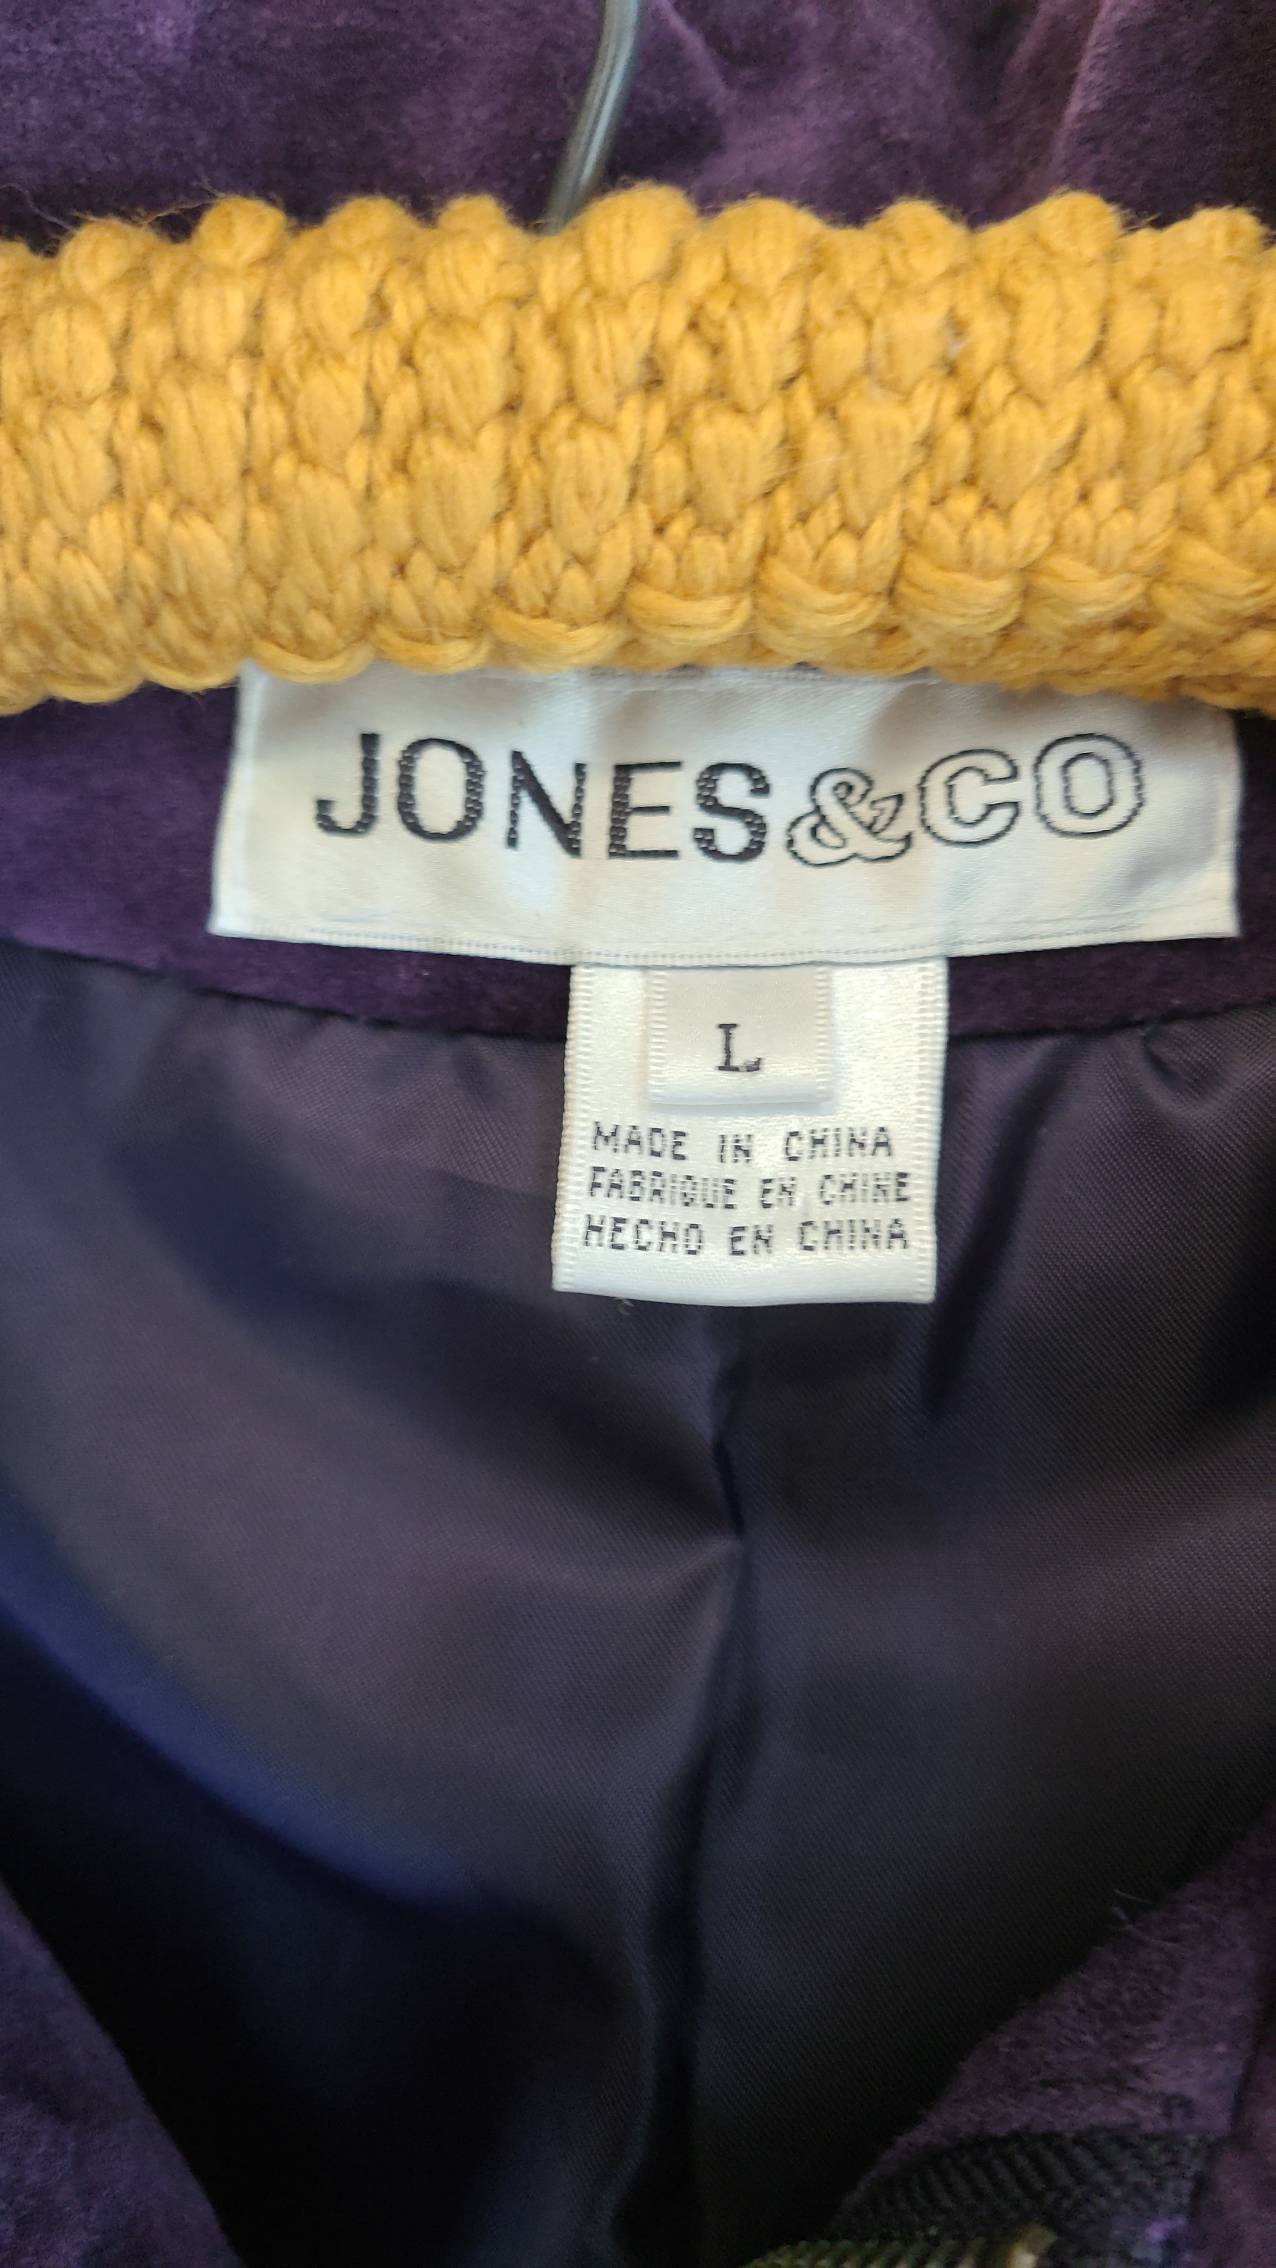 JONES &CO
L
MADE IN CHINA
FABRIQUE EN CHINE
HECHO EN CHINA